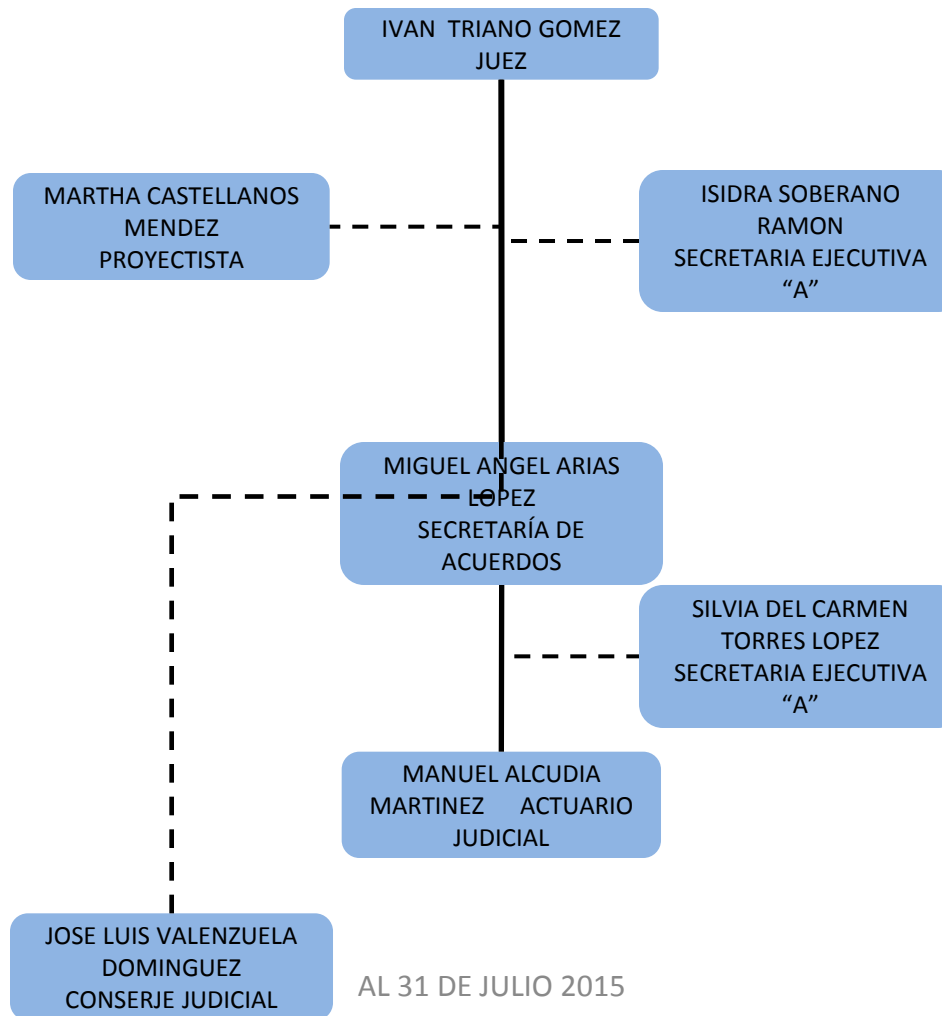 IVAN  TRIANO GOMEZ
JUEZ
MARTHA CASTELLANOS
MENDEZ
PROYECTISTA
ISIDRA SOBERANO
RAMON
SECRETARIA EJECUTIVA
“A”
MIGUEL ANGEL ARIAS
LOPEZ
SECRETARÍA DE
ACUERDOS
SILVIA DEL CARMEN
TORRES LOPEZ
SECRETARIA EJECUTIVA
“A”
MANUEL ALCUDIA
MARTINEZ     ACTUARIO
JUDICIAL
JOSE LUIS VALENZUELA
DOMINGUEZ
CONSERJE JUDICIAL
AL 31 DE JULIO 2015